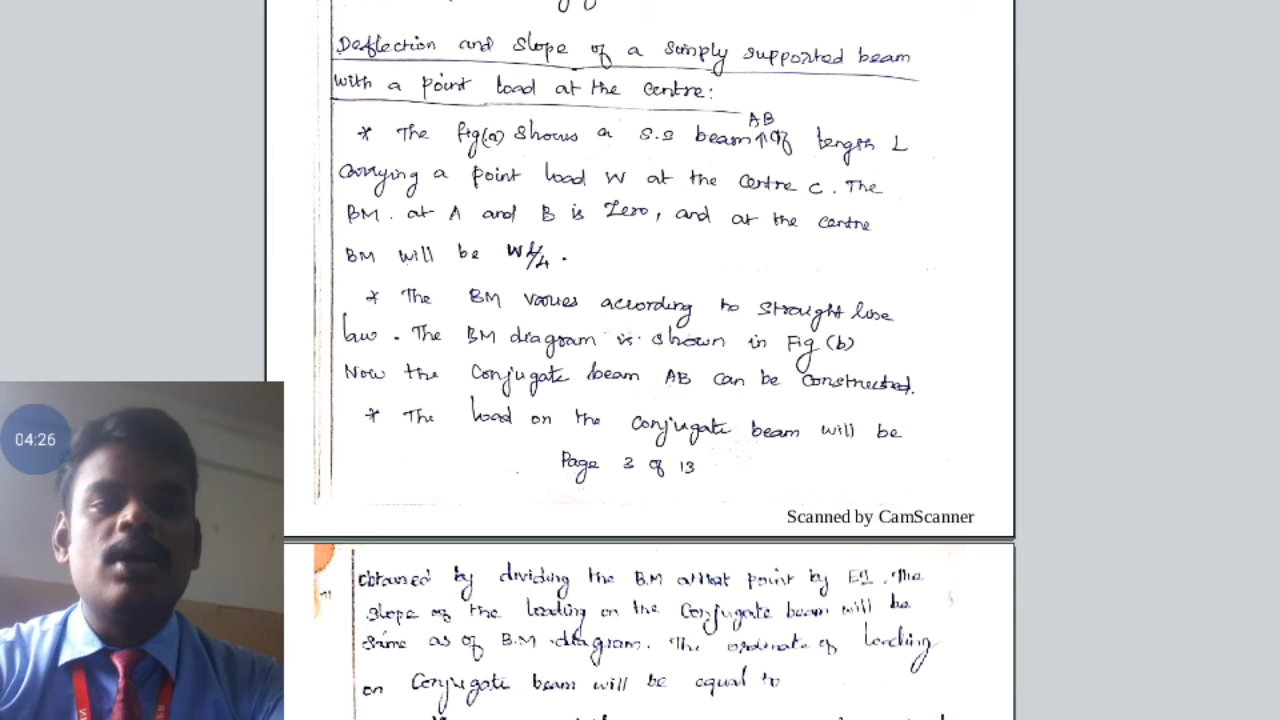 Deflection and slope of a simply supported beam
with a point load at the centre:
AB
* The fig(a) shows a S.S beam ↑ of length L
carrying a point load W at the centre C. The
BM. at A and B is Zero, and at the centre
BM will be WL/4.
* The BM varies according to straight line
law. The BM diagram is shown in Fig (b)
Now the Conjugate beam AB can be constructed.
* The load on the conjugate beam will be
Page 3 of 13
Scanned by CamScanner
04:26
obtained by dividing the B.M at that point by EI. The
slope of the loading on the Conjugate beam will be
same as of B.M diagram. The ordinate of loading
on Conjugate beam will be equal to